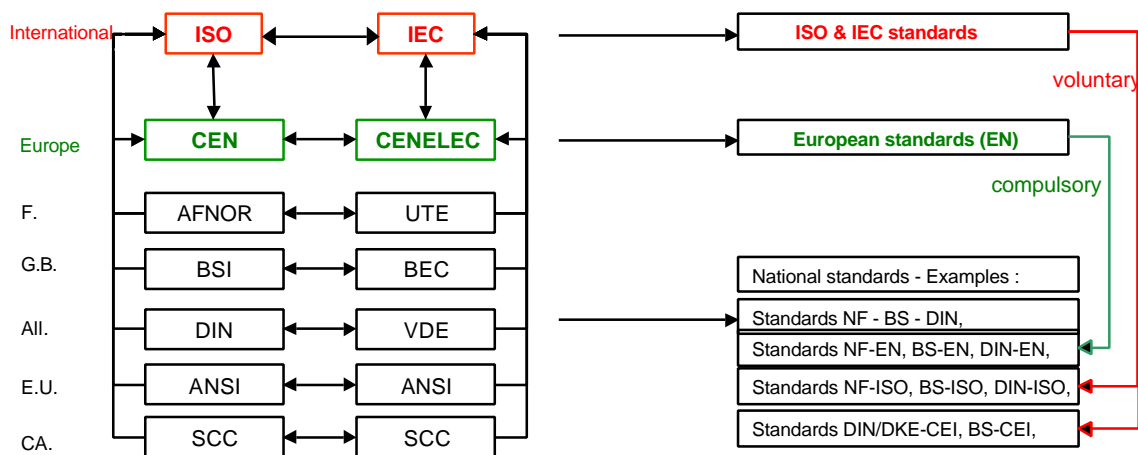 International ISO IEC ISO & IEC standards
voluntary
Europe CEN CENELEC European standards (EN)
compulsory
F. AFNOR UTE
G.B. BSI BEC National standards - Examples :
All. DIN VDE Standards NF - BS - DIN,
Standards NF-EN, BS-EN, DIN-EN,
E.U. ANSI ANSI Standards NF-ISO, BS-ISO, DIN-ISO,
CA. SCC SCC Standards DIN/DKE-CEI, BS-CEI,